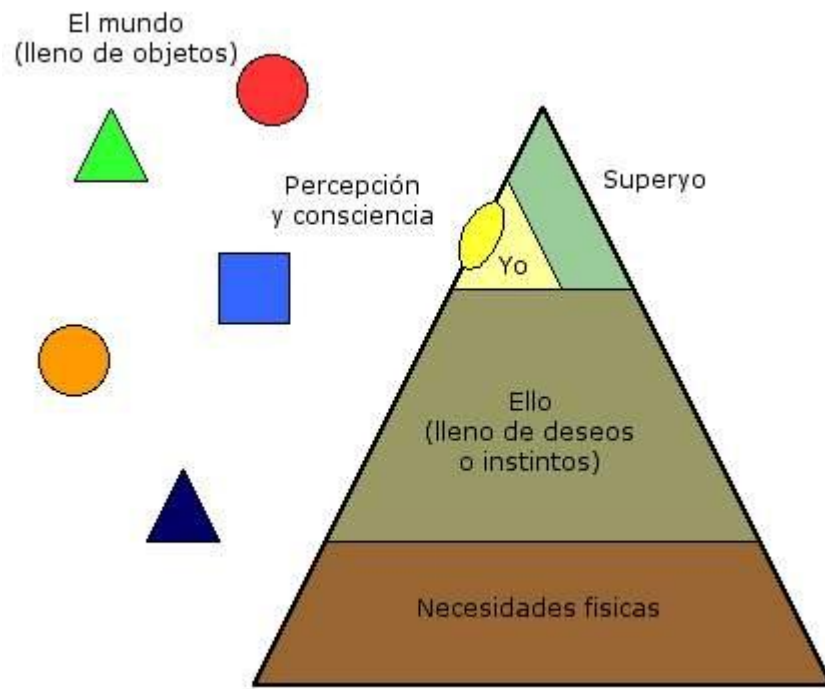 El mundo
(lleno de objetos)
Percepción
y consciencia
Superyo
Yo
Ello
(lleno de deseos
o instintos)
Necesidades fisicas